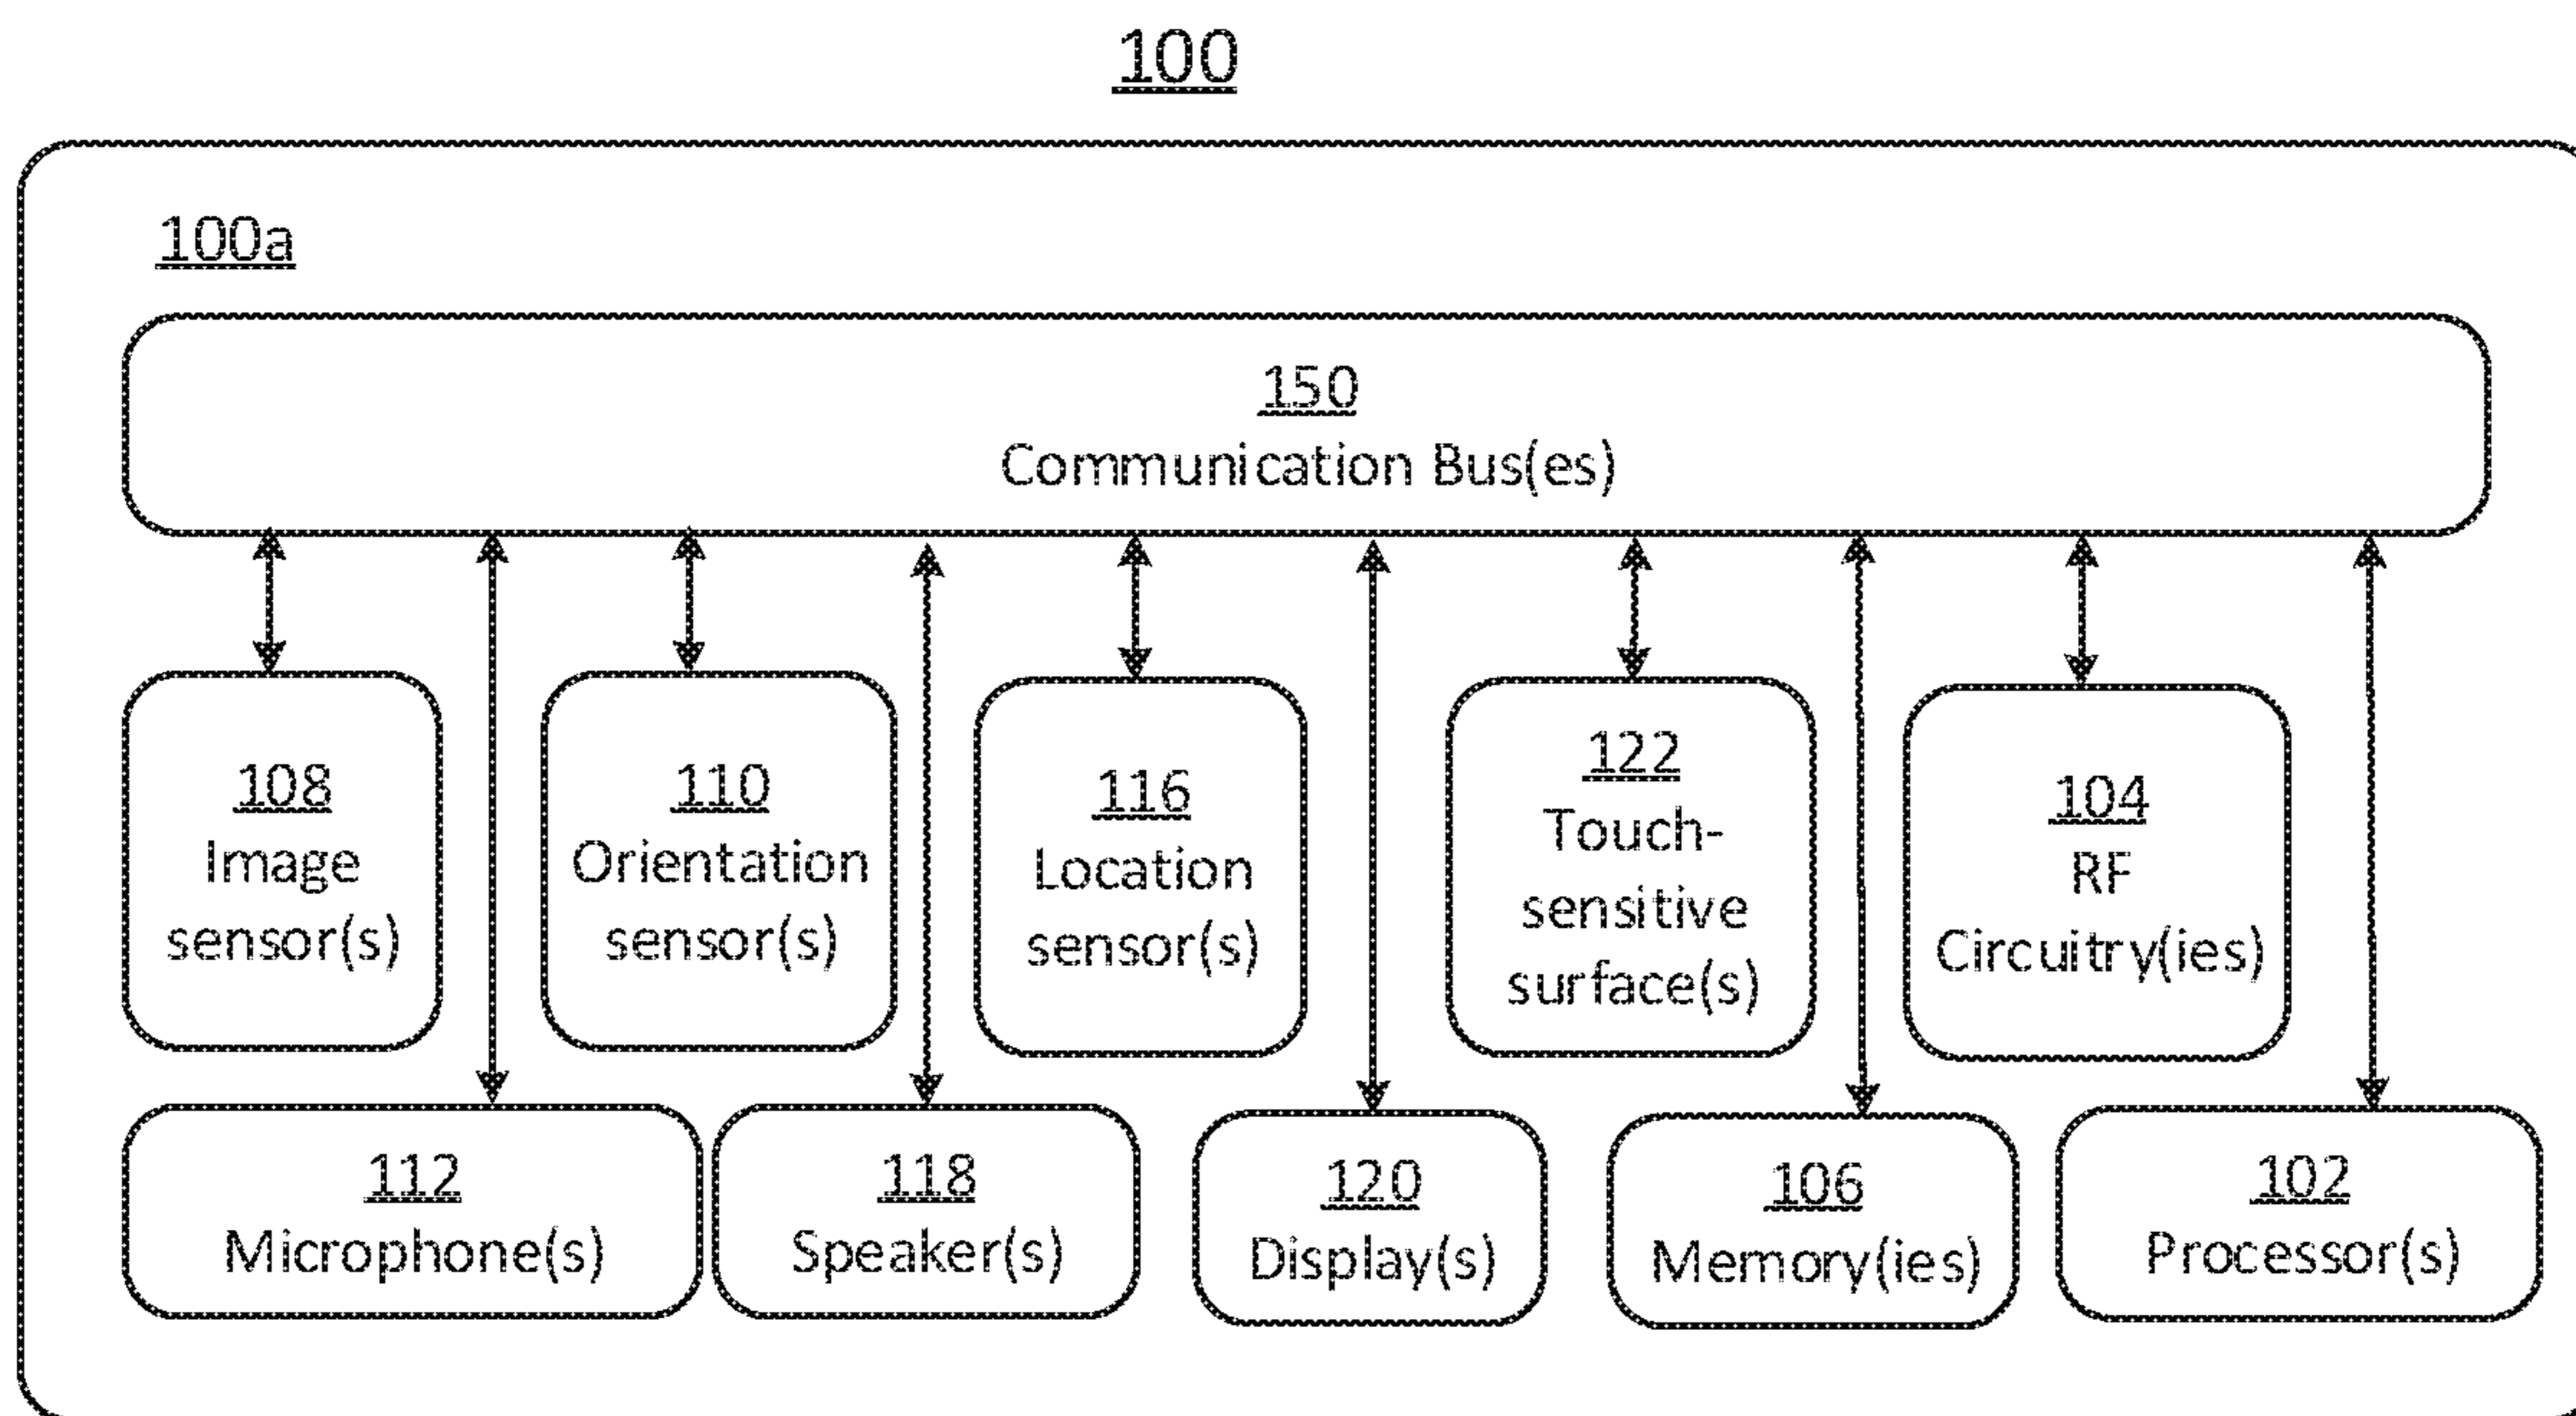 100
100a
150
Communication Bus(es)
108
Image
sensor(s)
110
Orientation
sensor(s)
116
Location
sensor(s)
122
Touch-
sensitive
surface(s)
104
RF
Circuitry(ies)
112
Microphone(s)
118
Speaker(s)
120
Display(s)
106
Memory(ies)
102
Processor(s)